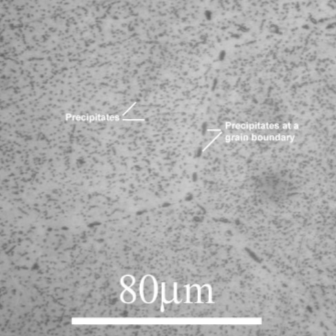 Precipitates
Precipitates at a
grain boundary
80μm